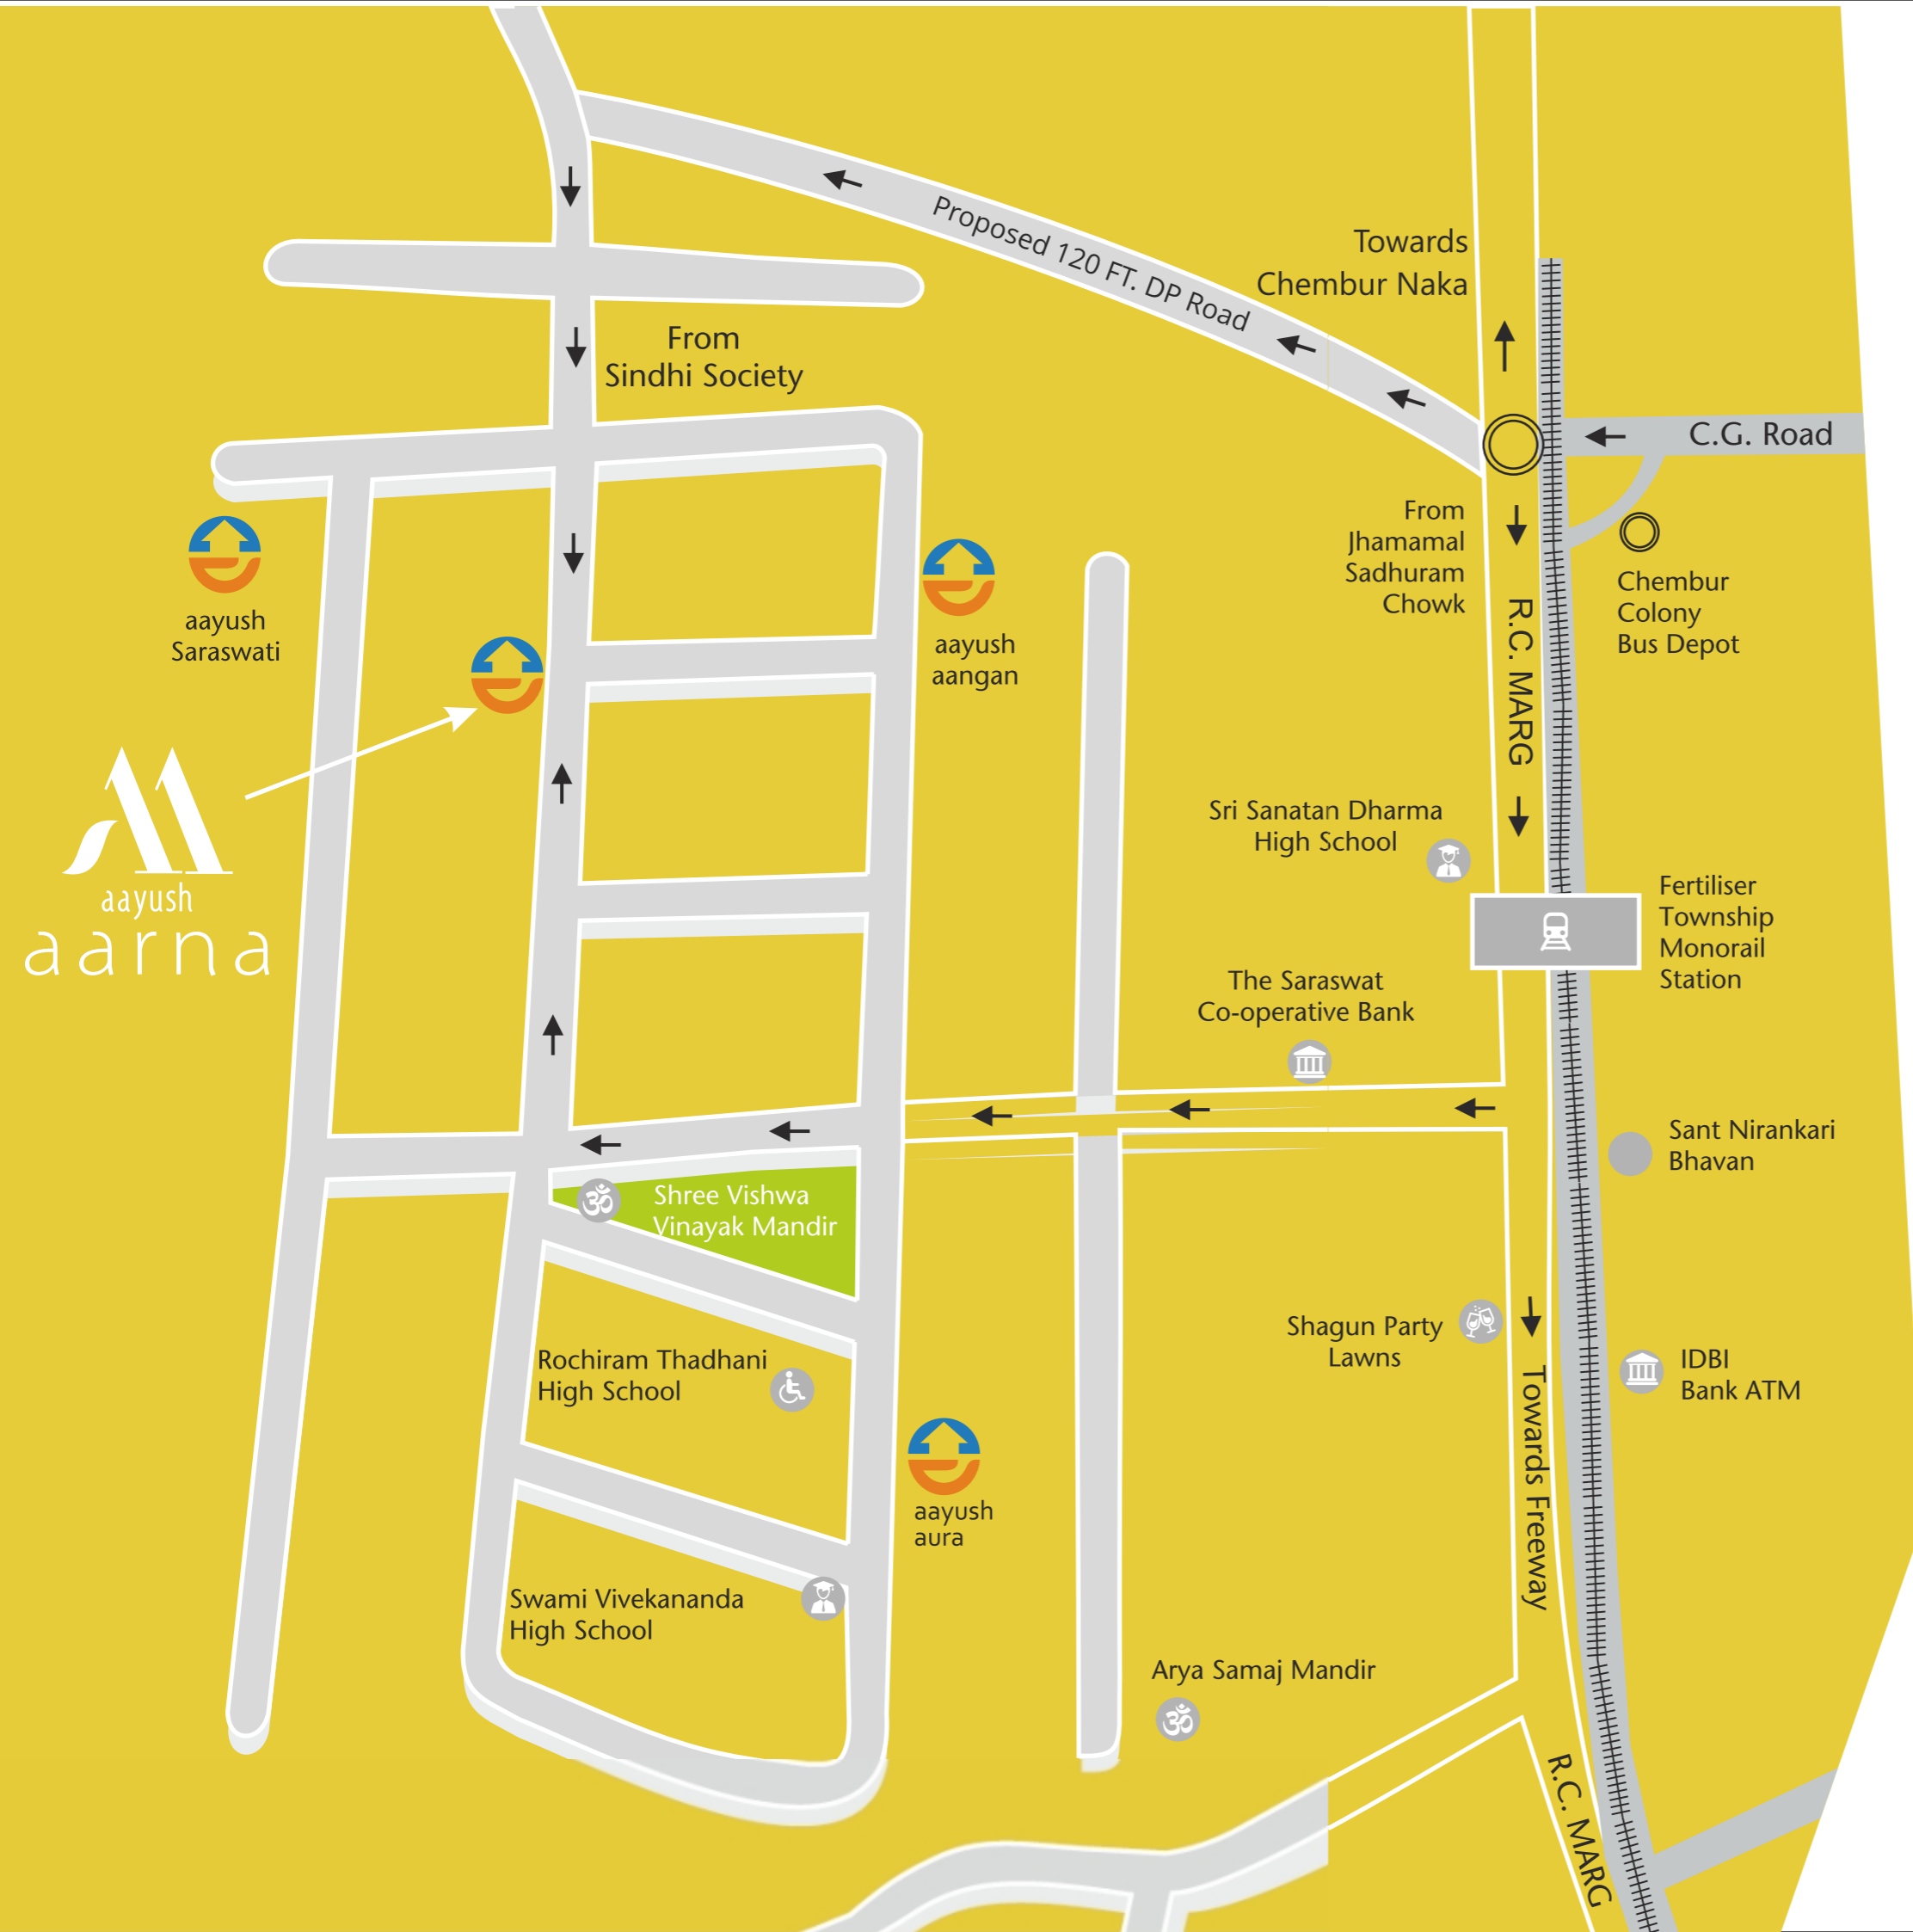 Proposed 120 FT. DP Road
Towards
Chembur Naka
From
Sindhi Society
C.G. Road
From
Jhamamal
Sadhuram
Chowk
R.C. MARG
Chembur
Colony
Bus Depot
aayush
Saraswati
aayush
aangan
aayush
aarna
Sri Sanatan Dharma
High School
Fertiliser
Township
Monorail
Station
The Saraswat
Co-operative Bank
Sant Nirankari
Bhavan
Shree Vishwa
Vinayak Mandir
Shagun Party
Lawns
IDBI
Bank ATM
Rochiram Thadhani
High School
Towards Freeway
aayush
aura
Swami Vivekananda
High School
Arya Samaj Mandir
ॐ
ॐ
R.C. MARG